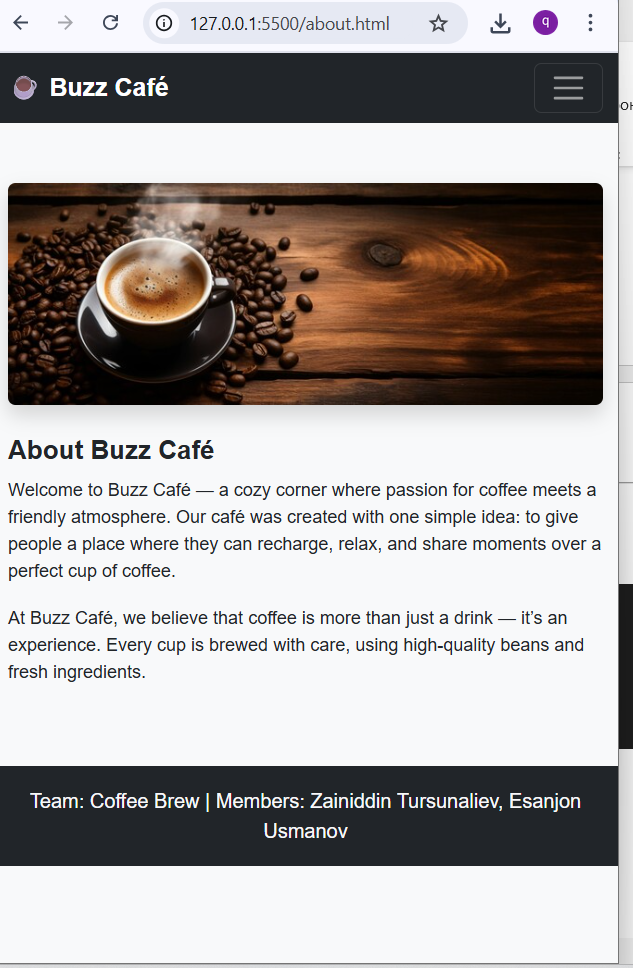 127.0.0.1:5500/about.html
q
Buzz Café
About Buzz Café
Welcome to Buzz Café — a cozy corner where passion for coffee meets a
friendly atmosphere. Our café was created with one simple idea: to give
people a place where they can recharge, relax, and share moments over a
perfect cup of coffee.
At Buzz Café, we believe that coffee is more than just a drink — it’s an
experience. Every cup is brewed with care, using high-quality beans and
fresh ingredients.
Team: Coffee Brew | Members: Zainiddin Tursunaliev, Esanjon
Usmanov